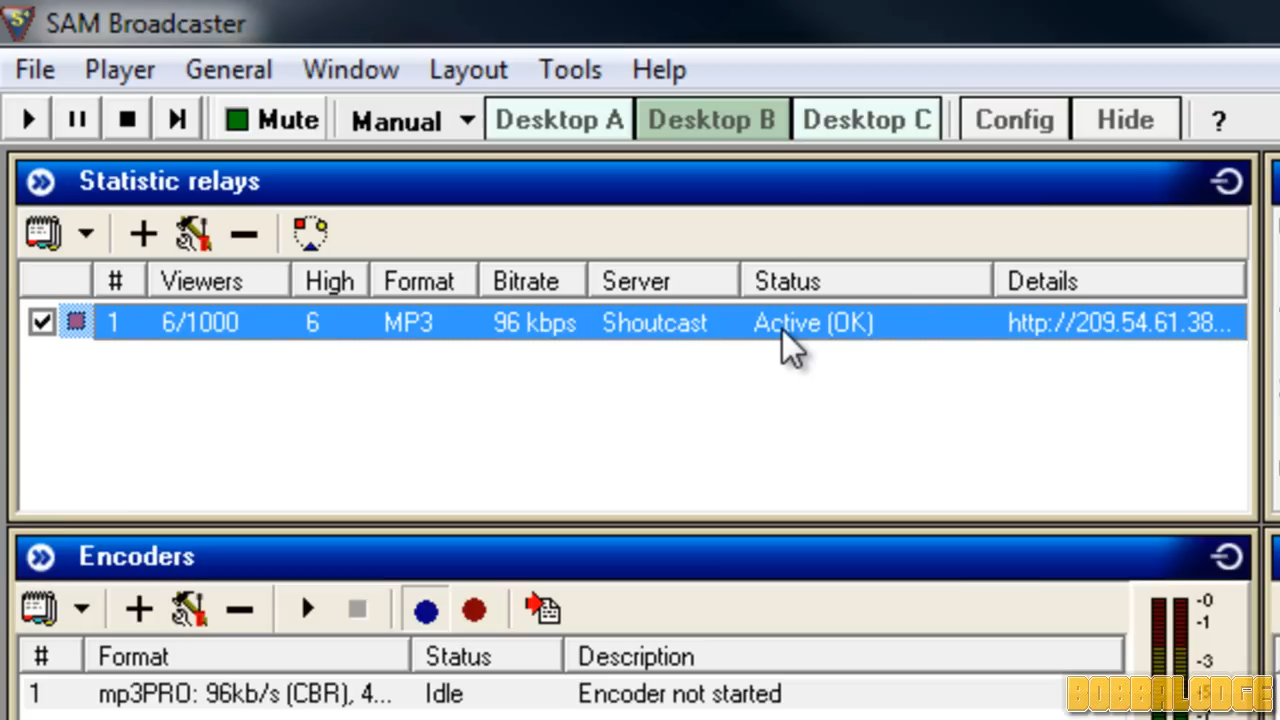 SAM Broadcaster
File Player General Window Layout Tools Help
Mute Manual Desktop A Desktop B Desktop C Config Hide ?
Statistic relays
# Viewers High Format Bitrate Server Status Details
1 6/1000 6 MP3 96 kbps Shoutcast Active (OK) http://209.54.61.38...
Encoders
-0
-1
# Format Status Description
-3
1 mp3PRO: 96kb/s (CBR), 4... Idle Encoder not started
BOBBALODGE